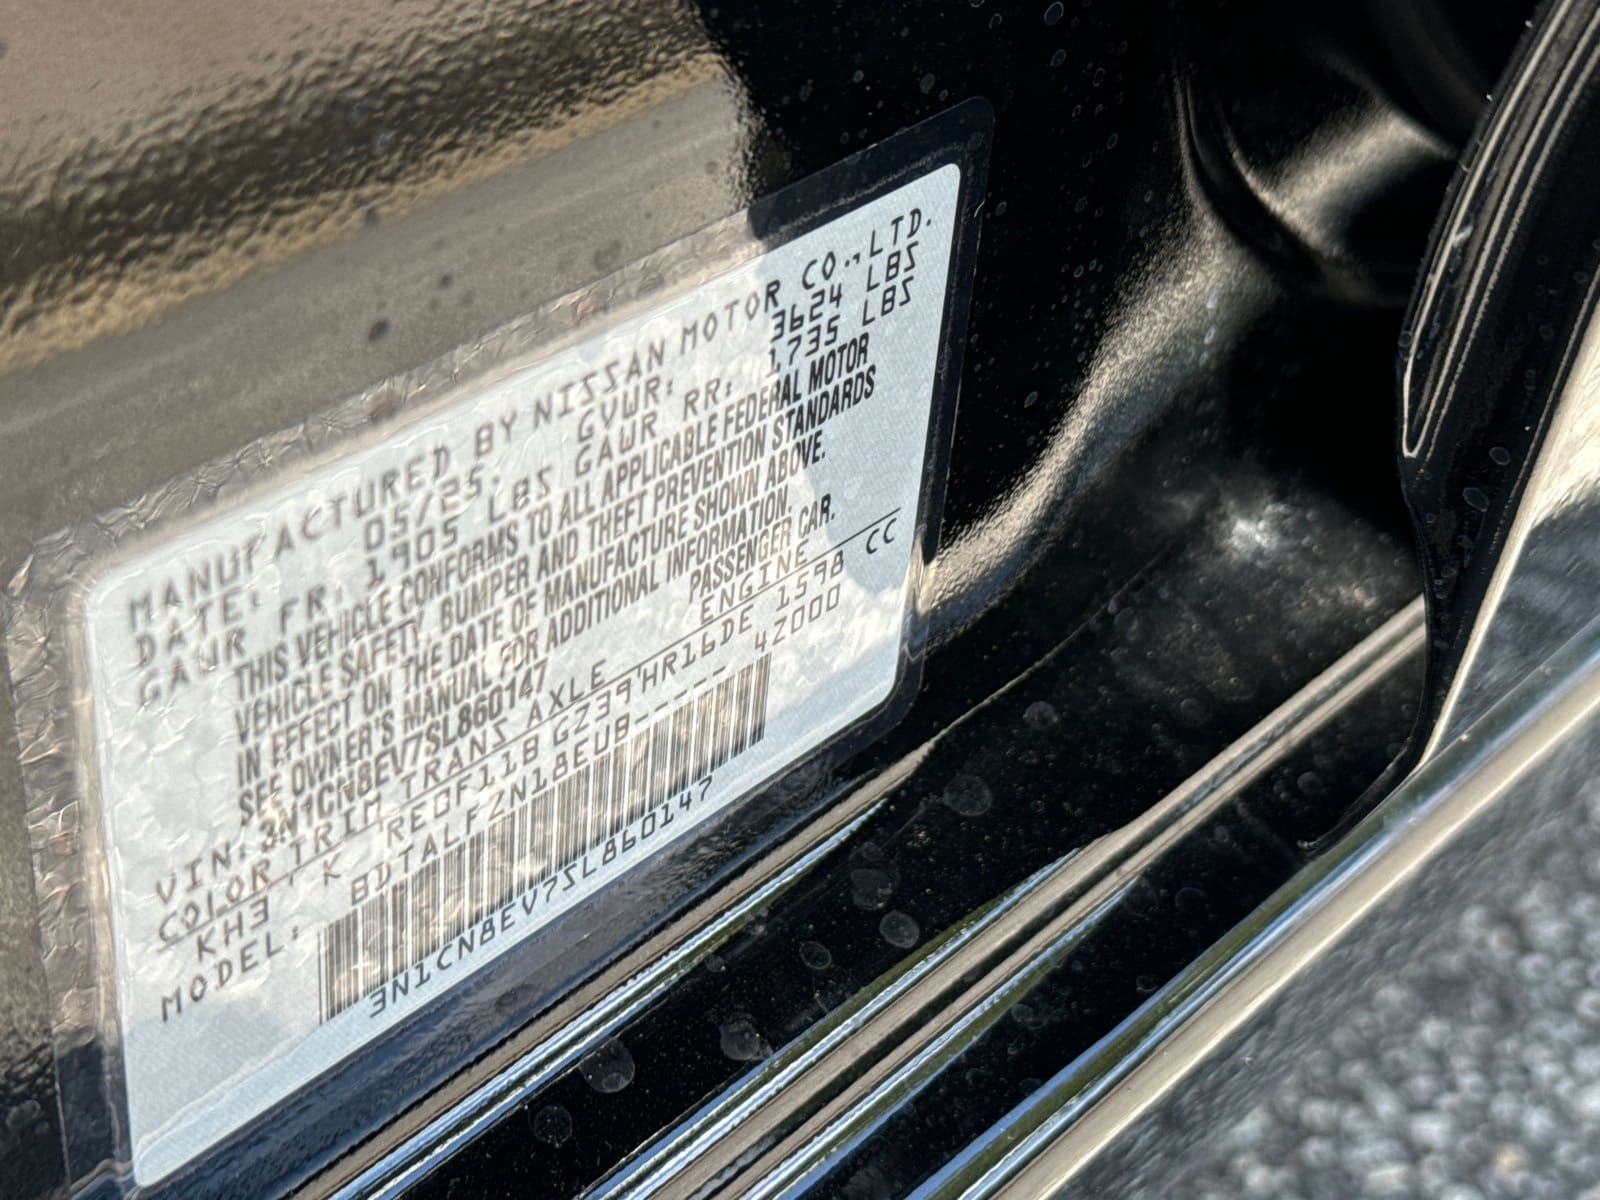 MANUFACTURED BY NISSAN MOTOR CO.,LTD.
DATE: 05/25. GVWR: 3624 LBS
GAWR FR: 1905 LBS GAWR RR: 1735 LBS
THIS VEHICLE CONFORMS TO ALL APPLICABLE FEDERAL MOTOR
VEHICLE SAFETY, BUMPER AND THEFT PREVENTION STANDARDS
IN EFFECT ON THE DATE OF MANUFACTURE SHOWN ABOVE.
SEE OWNER'S MANUAL FOR ADDITIONAL INFORMATION.
VIN: 3N1CN8EV7SL860147 PASSENGER CAR.
COLOR TRIM TRANS AXLE ENGINE
KH3 K RE0F11B GZ39 HR16DE 1598 CC
MODEL: BDTALFZN18EUB----- 4Z000
3N1CN8EV7SL860147